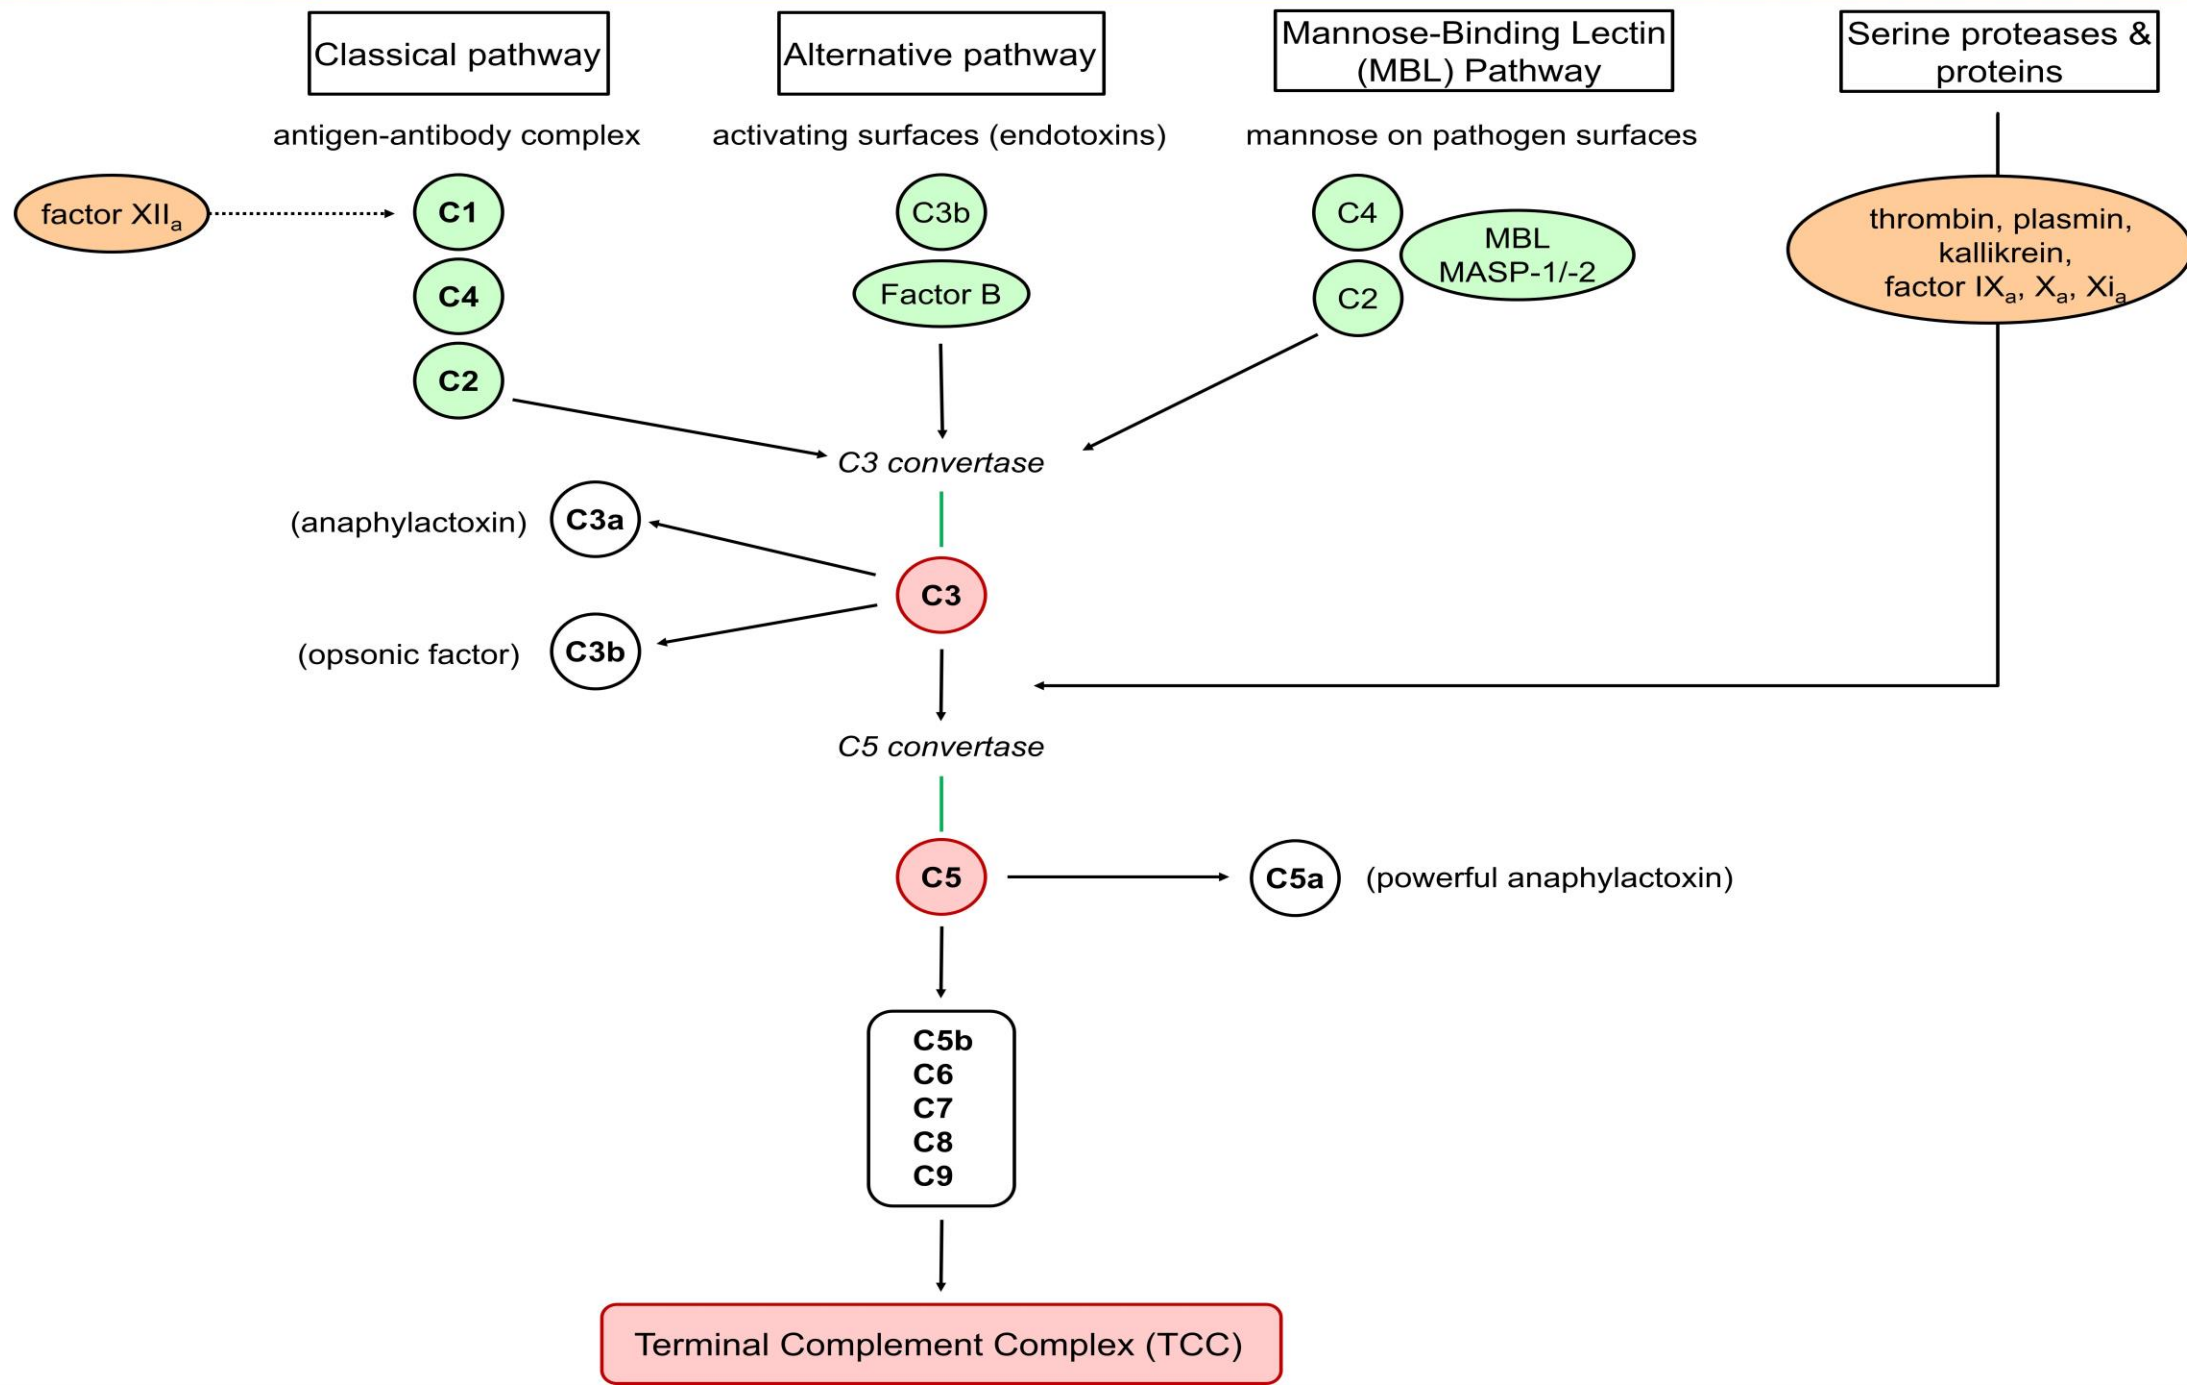 Classical pathway
antigen-antibody complex
factor XIIa
C1
C4
C2
Alternative pathway
activating surfaces (endotoxins)
C3b
Factor B
Mannose-Binding Lectin
(MBL) Pathway
mannose on pathogen surfaces
C4
C2
MBL
MASP-1/-2
Serine proteases &
proteins
thrombin, plasmin,
kallikrein,
factor IXa, Xa, Xia
C3 convertase
(anaphylactoxin)
C3a
C3
(opsonic factor)
C3b
C5 convertase
C5
C5a
(powerful anaphylactoxin)
C5b
C6
C7
C8
C9
Terminal Complement Complex (TCC)